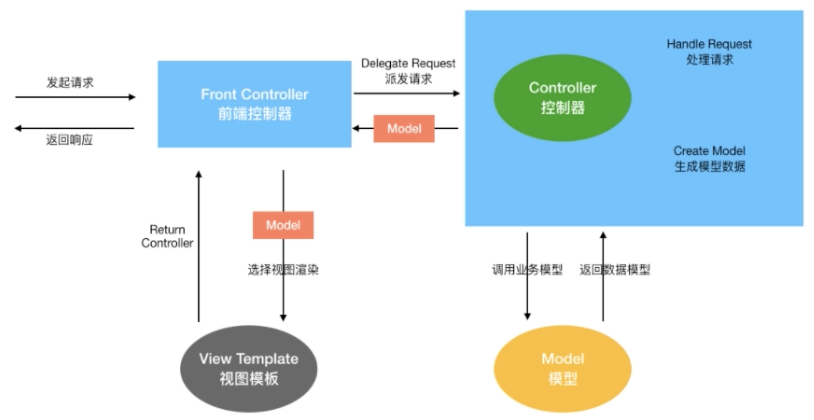 发起请求
返回响应
Front Controller
前端控制器
Delegate Request
派发请求
Model
Controller
控制器
Handle Request
处理请求
Create Model
生成模型数据
Return
Controller
Model
选择视图渲染
调用业务模型
返回数据模型
View Template
视图模板
Model
模型